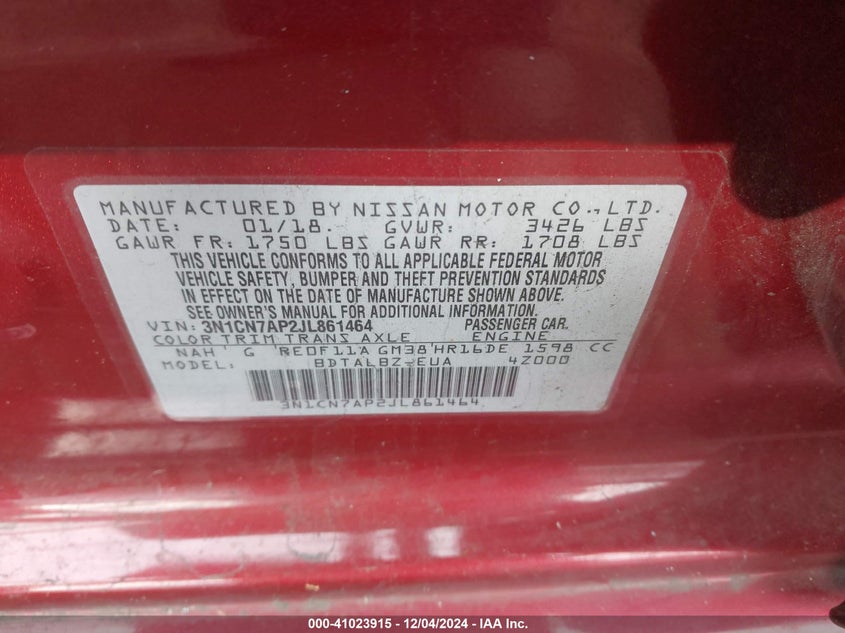 MANUFACTURED BY NISSAN MOTOR CO., LTD.
DATE: 01/18. GVWR: 3426 LBS
GAWR FR: 1750 LBS GAWR RR: 1708 LBS
THIS VEHICLE CONFORMS TO ALL APPLICABLE FEDERAL MOTOR
VEHICLE SAFETY, BUMPER AND THEFT PREVENTION STANDARDS
IN EFFECT ON THE DATE OF MANUFACTURE SHOWN ABOVE.
SEE OWNER'S MANUAL FOR ADDITIONAL INFORMATION.
VIN: 3N1CN7AP2JL861464 PASSENGER CAR.
COLOR TRIM TRANS AXLE ENGINE
NAH G RE0F11A GM38 HR16DE 1598 CC
MODEL: BDTALBZ-EUA 4Z000
3N1CN7AP2JL861464
000-41023915 - 12/04/2024 - IAA Inc.